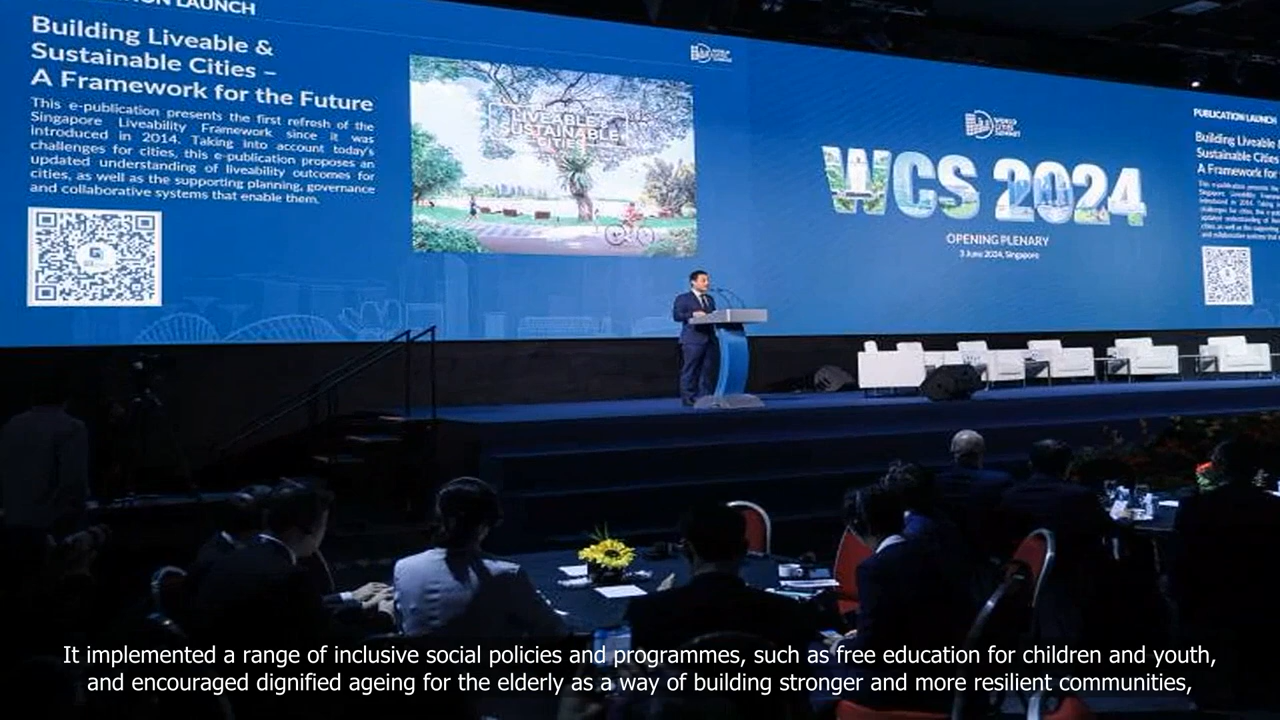 ION LAUNCH
Building Liveable &
Sustainable Cities –
A Framework for the Future
This e-publication presents the first refresh of the
Singapore Liveability Framework since it was
introduced in 2014. Taking into account today's
challenges for cities, this e-publication proposes an
updated understanding of liveability outcomes for
cities, as well as the supporting planning, governance
and collaborative systems that enable them.
LIVEABLE
SUSTAINABLE
CITIES
WORLD
CITIES
SUMMIT
WCS 2024
OPENING PLENARY
3 June 2024, Singapore
PUBLICATION LAUNCH
Building Liveable &
Sustainable Cities
A Framework for
It implemented a range of inclusive social policies and programmes, such as free education for children and youth,
and encouraged dignified ageing for the elderly as a way of building stronger and more resilient communities,